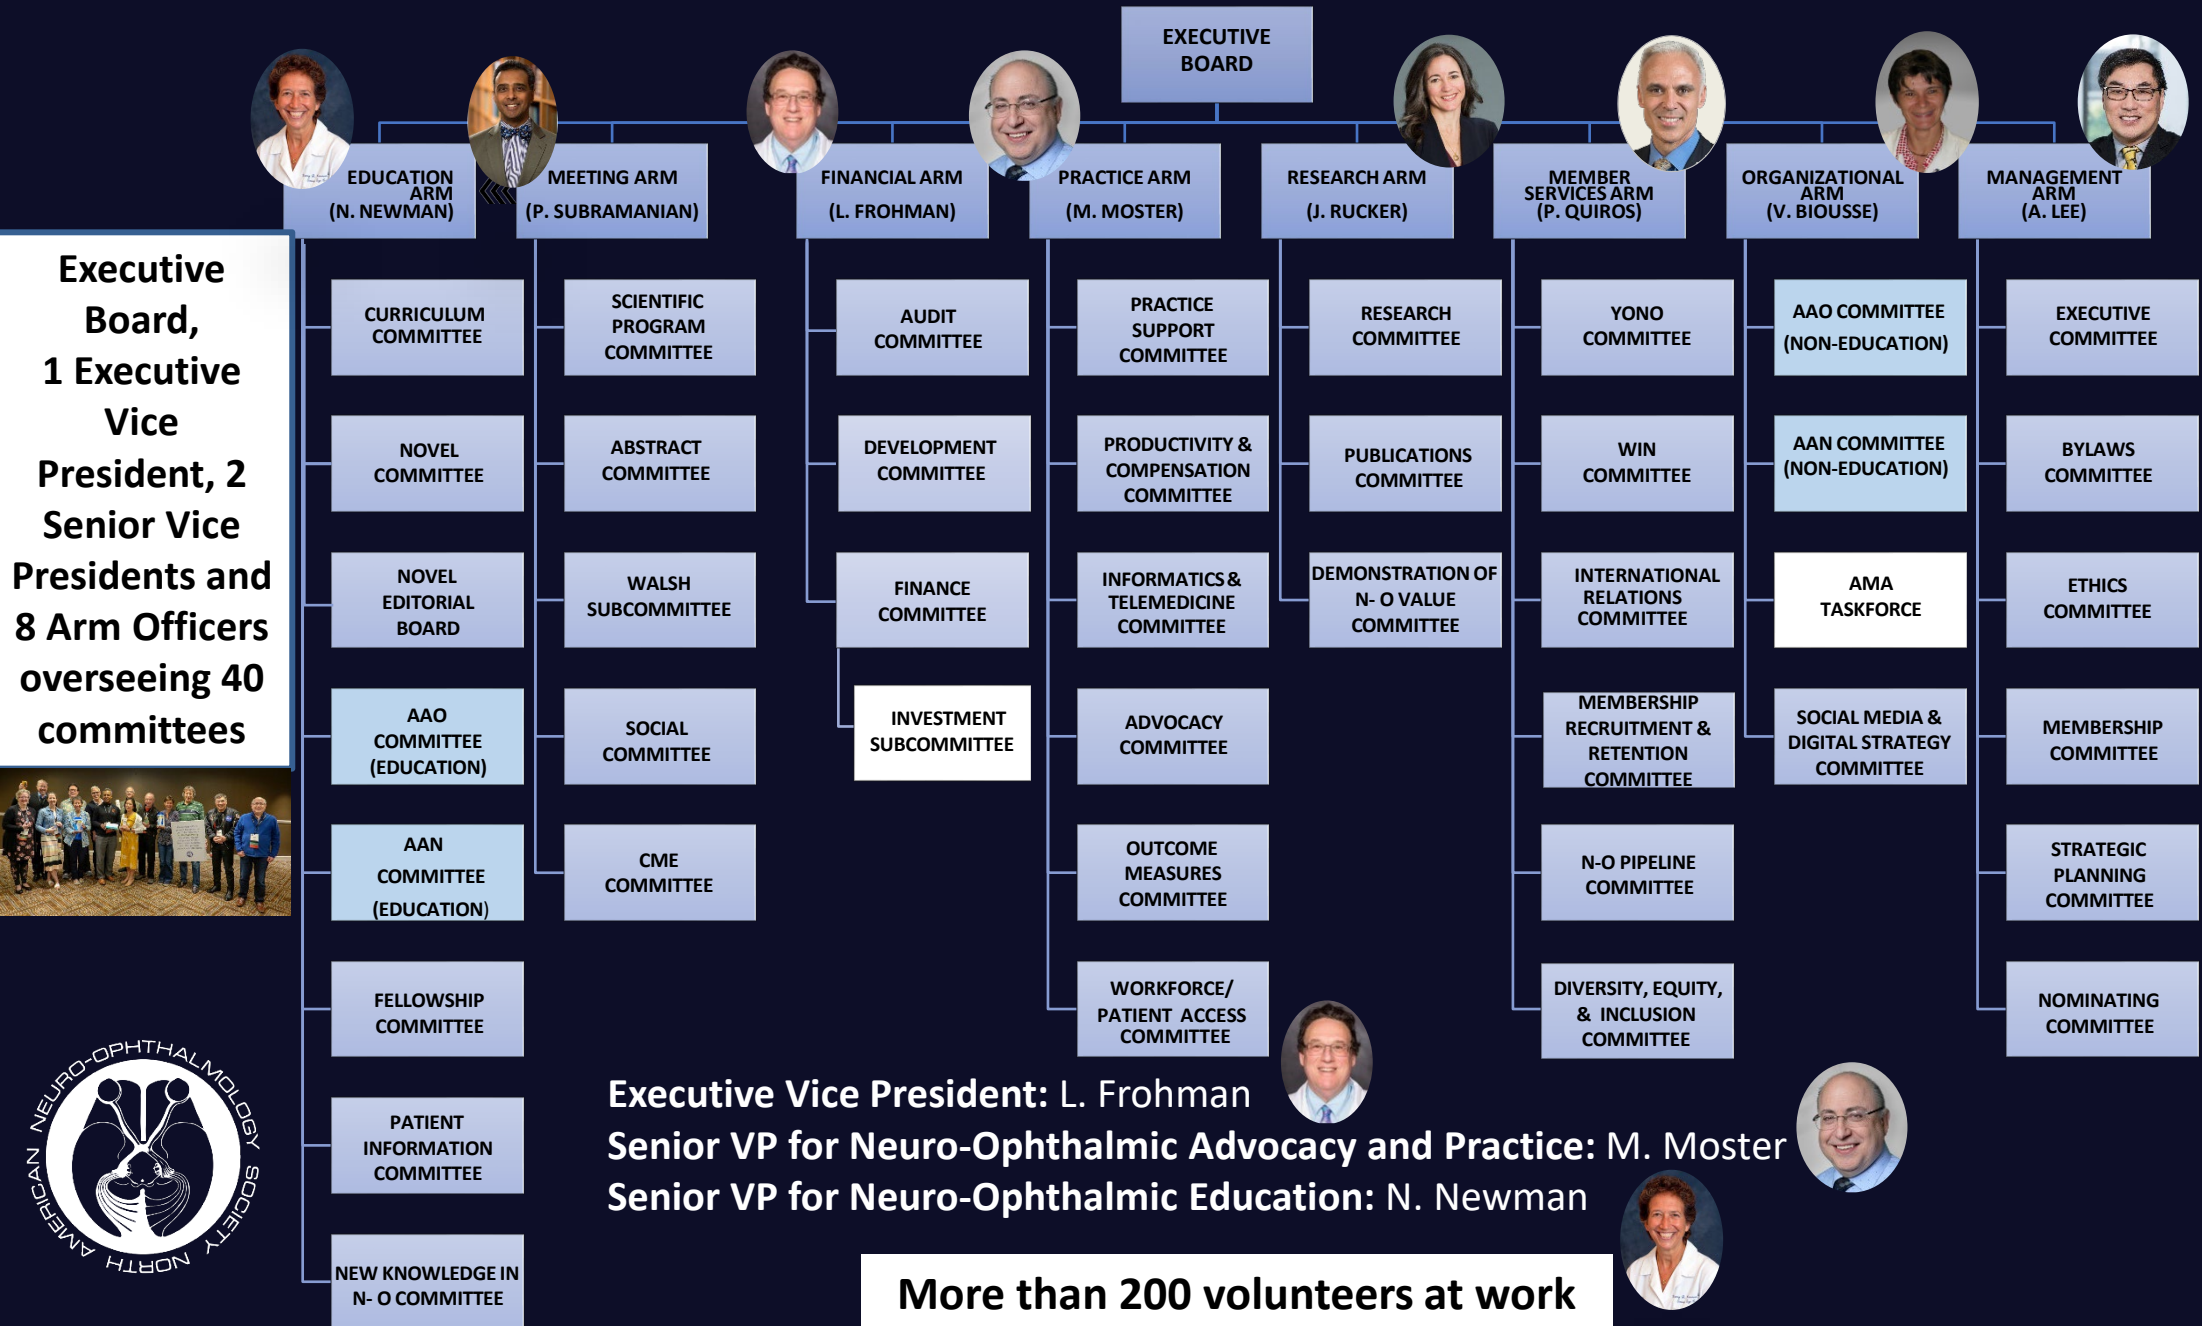 EXECUTIVE
BOARD
EDUCATION
ARM
(N. NEWMAN)
MEETING ARM
(P. SUBRAMANIAN)
FINANCIAL ARM
(L. FROHMAN)
PRACTICE ARM
(M. MOSTER)
RESEARCH ARM
(J. RUCKER)
MEMBER
SERVICES ARM
(P. QUIROS)
ORGANIZATIONAL
ARM
(V. BIOUSSE)
MANAGEMENT
ARM
(A. LEE)
Executive
Board,
1 Executive
Vice
President, 2
Senior Vice
Presidents and
8 Arm Officers
overseeing 40
committees
CURRICULUM
COMMITTEE
NOVEL
COMMITTEE
NOVEL
EDITORIAL
BOARD
AAO
COMMITTEE
(EDUCATION)
AAN
COMMITTEE
(EDUCATION)
FELLOWSHIP
COMMITTEE
PATIENT
INFORMATION
COMMITTEE
NEW KNOWLEDGE IN
N- O COMMITTEE
SCIENTIFIC
PROGRAM
COMMITTEE
ABSTRACT
COMMITTEE
WALSH
SUBCOMMITTEE
SOCIAL
COMMITTEE
CME
COMMITTEE
AUDIT
COMMITTEE
DEVELOPMENT
COMMITTEE
FINANCE
COMMITTEE
INVESTMENT
SUBCOMMITTEE
PRACTICE
SUPPORT
COMMITTEE
PRODUCTIVITY &
COMPENSATION
COMMITTEE
INFORMATICS &
TELEMEDICINE
COMMITTEE
ADVOCACY
COMMITTEE
OUTCOME
MEASURES
COMMITTEE
WORKFORCE/
PATIENT ACCESS
COMMITTEE
RESEARCH
COMMITTEE
PUBLICATIONS
COMMITTEE
DEMONSTRATION OF
N- O VALUE
COMMITTEE
YONO
COMMITTEE
WIN
COMMITTEE
INTERNATIONAL
RELATIONS
COMMITTEE
MEMBERSHIP
RECRUITMENT &
RETENTION
COMMITTEE
N-O PIPELINE
COMMITTEE
DIVERSITY, EQUITY,
& INCLUSION
COMMITTEE
AAO COMMITTEE
(NON-EDUCATION)
AAN COMMITTEE
(NON-EDUCATION)
AMA
TASKFORCE
SOCIAL MEDIA &
DIGITAL STRATEGY
COMMITTEE
EXECUTIVE
COMMITTEE
BYLAWS
COMMITTEE
ETHICS
COMMITTEE
MEMBERSHIP
COMMITTEE
STRATEGIC
PLANNING
COMMITTEE
NOMINATING
COMMITTEE
NORTH AMERICAN NEURO-OPHTHALMOLOGY SOCIETY
Executive Vice President: L. Frohman
Senior VP for Neuro-Ophthalmic Advocacy and Practice: M. Moster
Senior VP for Neuro-Ophthalmic Education: N. Newman
More than 200 volunteers at work